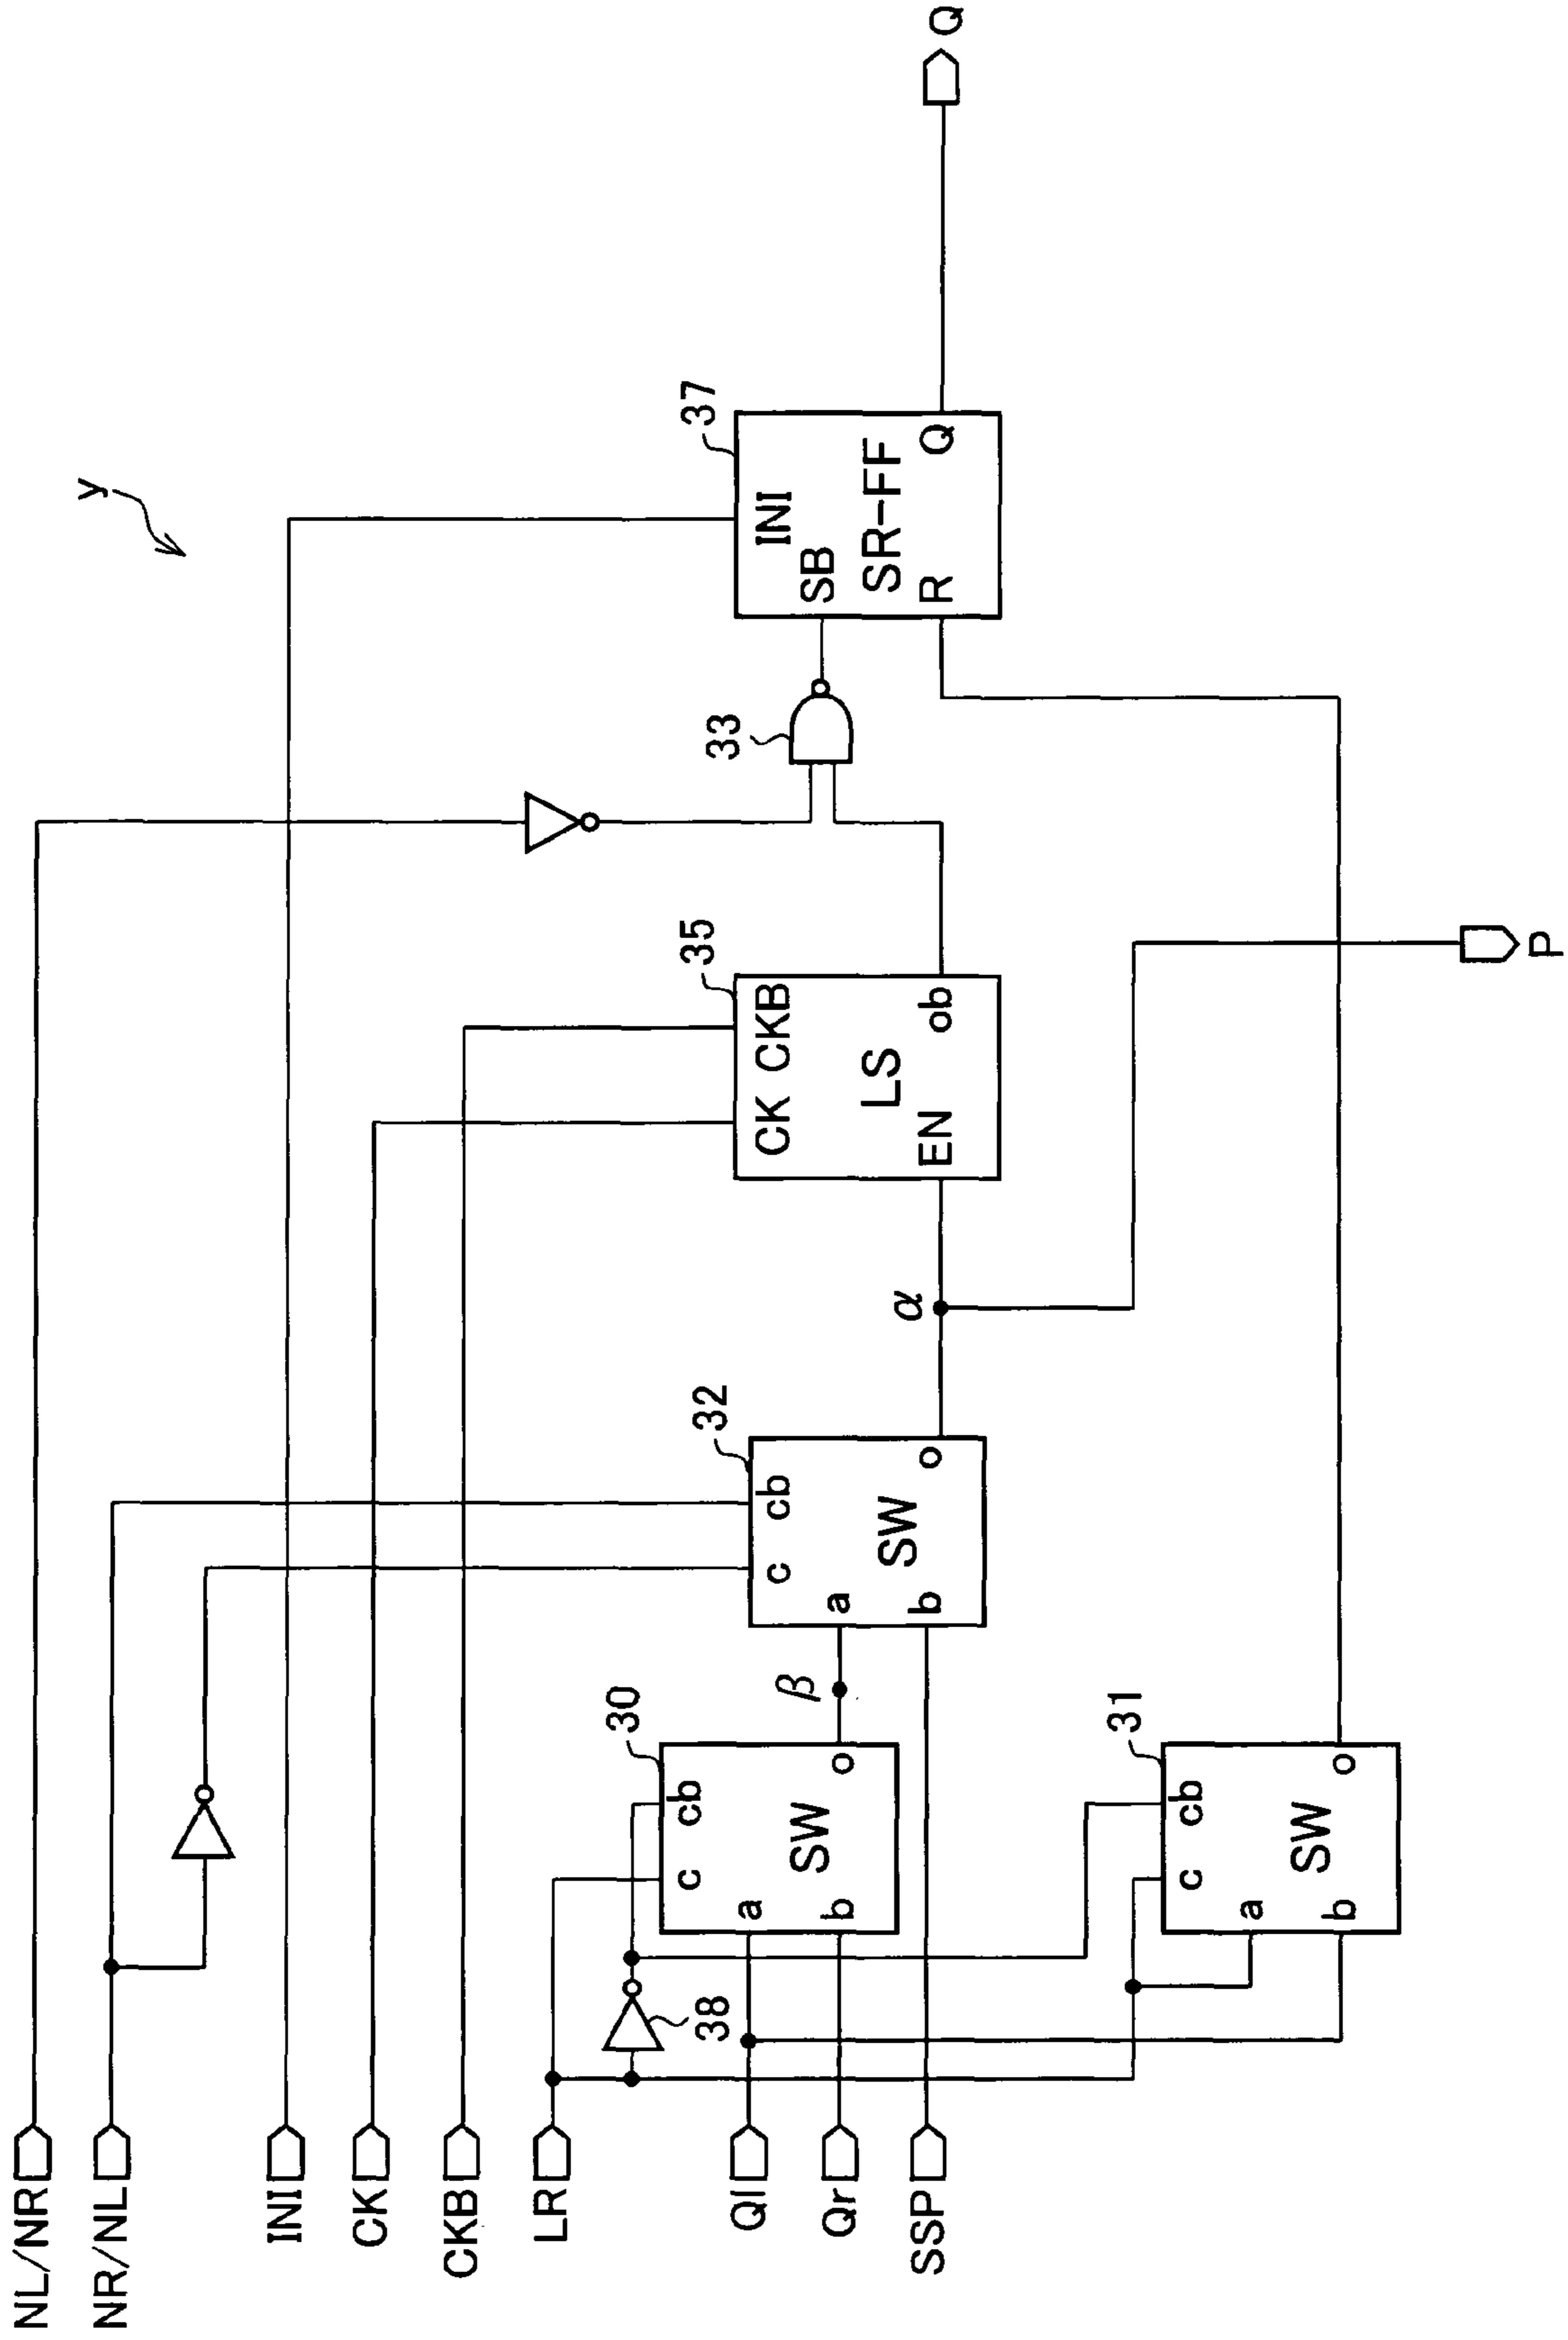 y
NL/NR
NR/NL
INI
CK
CKB
LR
Ql
Qr
SSP
38
30
c cb
a
b
SW
o
31
c cb
a
b
SW
o
β
32
c cb
a
b
SW
o
α
35
CK CKB
LS
EN ob
P
33
37
INI
SB
SR-FF
R Q
Q